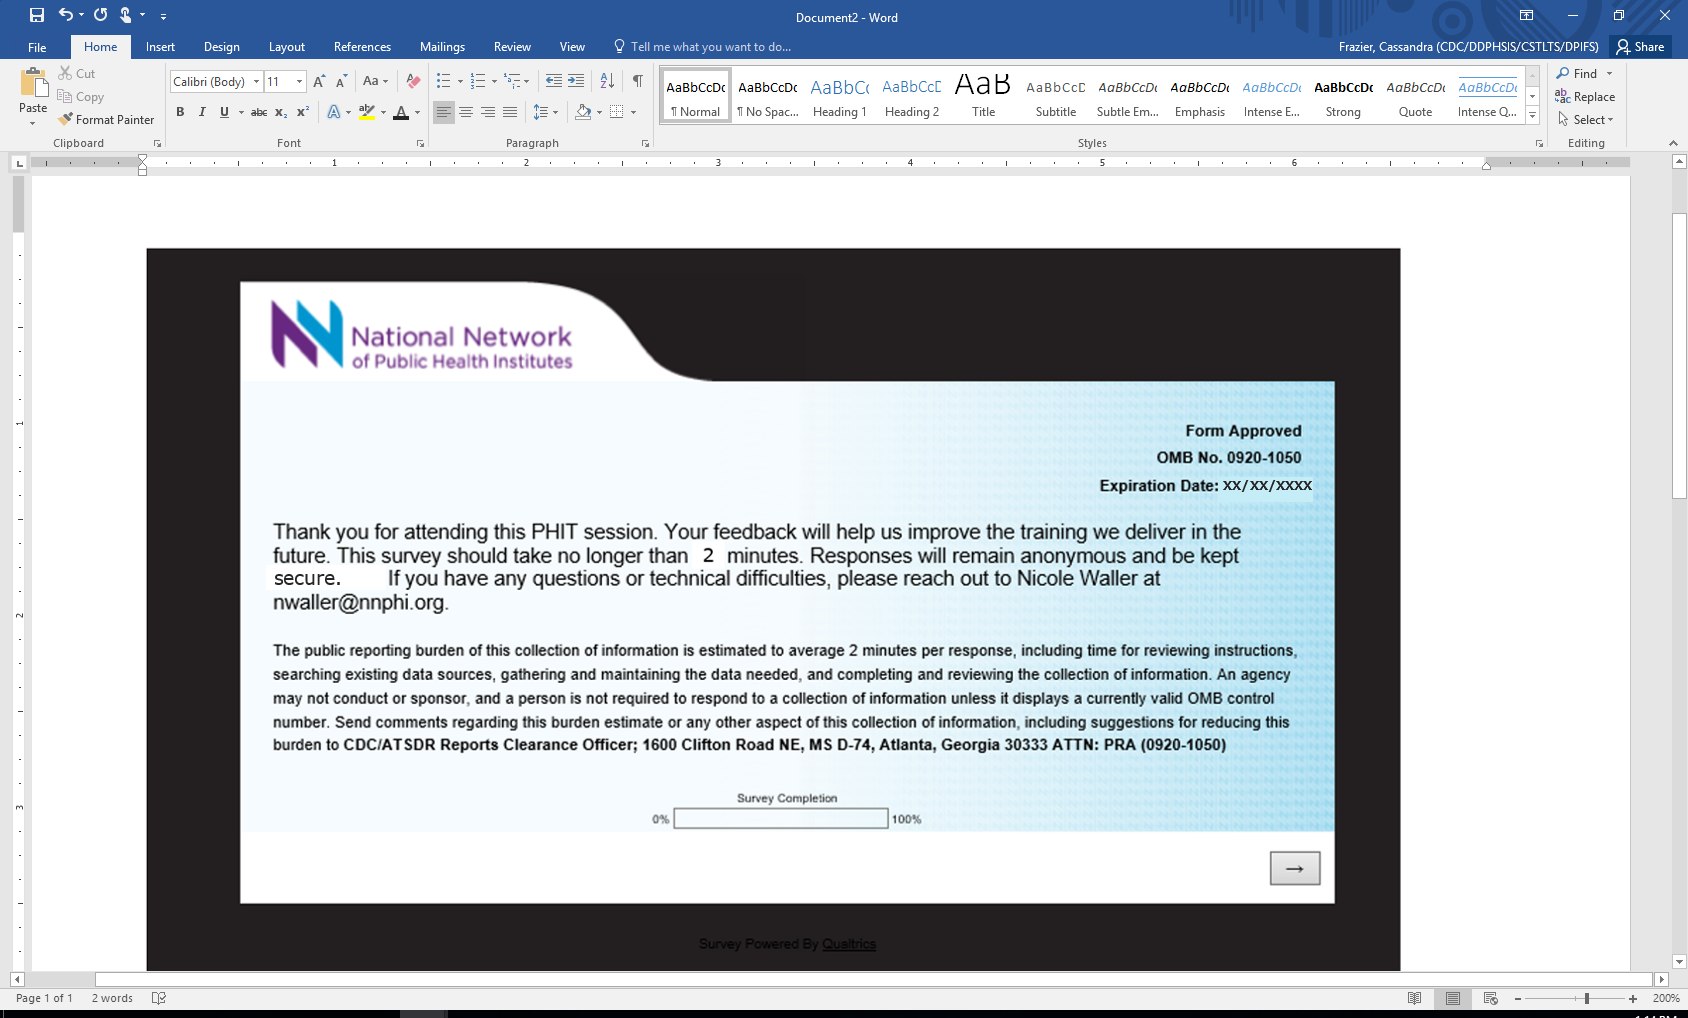 Document2 - Word
File Home Insert Design Layout References Mailings Review View Tell me what you want to do... Frazier, Cassandra (CDC/DDPHSIS/CSTLTS/DPIFS) Share
Cut
Copy
Paste
Format Painter
Clipboard
Calibri (Body) 11
Font
Paragraph
AaBbCcDc AaBbCcDc AaBbCc AaBbCcD AaB AaBbCcD AaBbCcDc AaBbCcDc AaBbCcDc AaBbCcDc AaBbCcDc AaBbCcDc
¶ Normal ¶ No Spac... Heading 1 Heading 2 Title Subtitle Subtle Em... Emphasis Intense E... Strong Quote Intense Q...
Styles
Find
Replace
Select
Editing
1 2 3 4 5 6
National Network
of Public Health Institutes
Form Approved
OMB No. 0920-1050
Expiration Date: XX/XX/XXXX
Thank you for attending this PHIT session. Your feedback will help us improve the training we deliver in the
future. This survey should take no longer than 2 minutes. Responses will remain anonymous and be kept
secure. If you have any questions or technical difficulties, please reach out to Nicole Waller at
nwaller@nnphi.org.
The public reporting burden of this collection of information is estimated to average 2 minutes per response, including time for reviewing instructions,
searching existing data sources, gathering and maintaining the data needed, and completing and reviewing the collection of information. An agency
may not conduct or sponsor, and a person is not required to respond to a collection of information unless it displays a currently valid OMB control
number. Send comments regarding this burden estimate or any other aspect of this collection of information, including suggestions for reducing this
burden to CDC/ATSDR Reports Clearance Officer; 1600 Clifton Road NE, MS D-74, Atlanta, Georgia 30333 ATTN: PRA (0920-1050)
Survey Completion
0% 100%
→
Survey Powered By Qualtrics
Page 1 of 1 2 words 200%